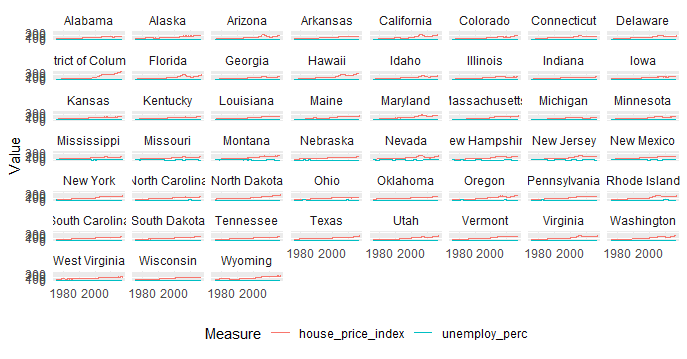 Alabama Alaska Arizona Arkansas California Colorado Connecticut Delaware
trict of Colum Florida Georgia Hawaii Idaho Illinois Indiana Iowa
Kansas Kentucky Louisiana Maine Maryland Massachusetts Michigan Minnesota
Mississippi Missouri Montana Nebraska Nevada ew Hampshir New Jersey New Mexico
New York North Carolina North Dakota Ohio Oklahoma Oregon Pennsylvania Rhode Island
South Carolina South Dakota Tennessee Texas Utah Vermont Virginia Washington
1980 2000 1980 2000 1980 2000 1980 2000 1980 2000
West Virginia Wisconsin Wyoming
1980 2000 1980 2000 1980 2000
Value
Measure house_price_index unemploy_perc